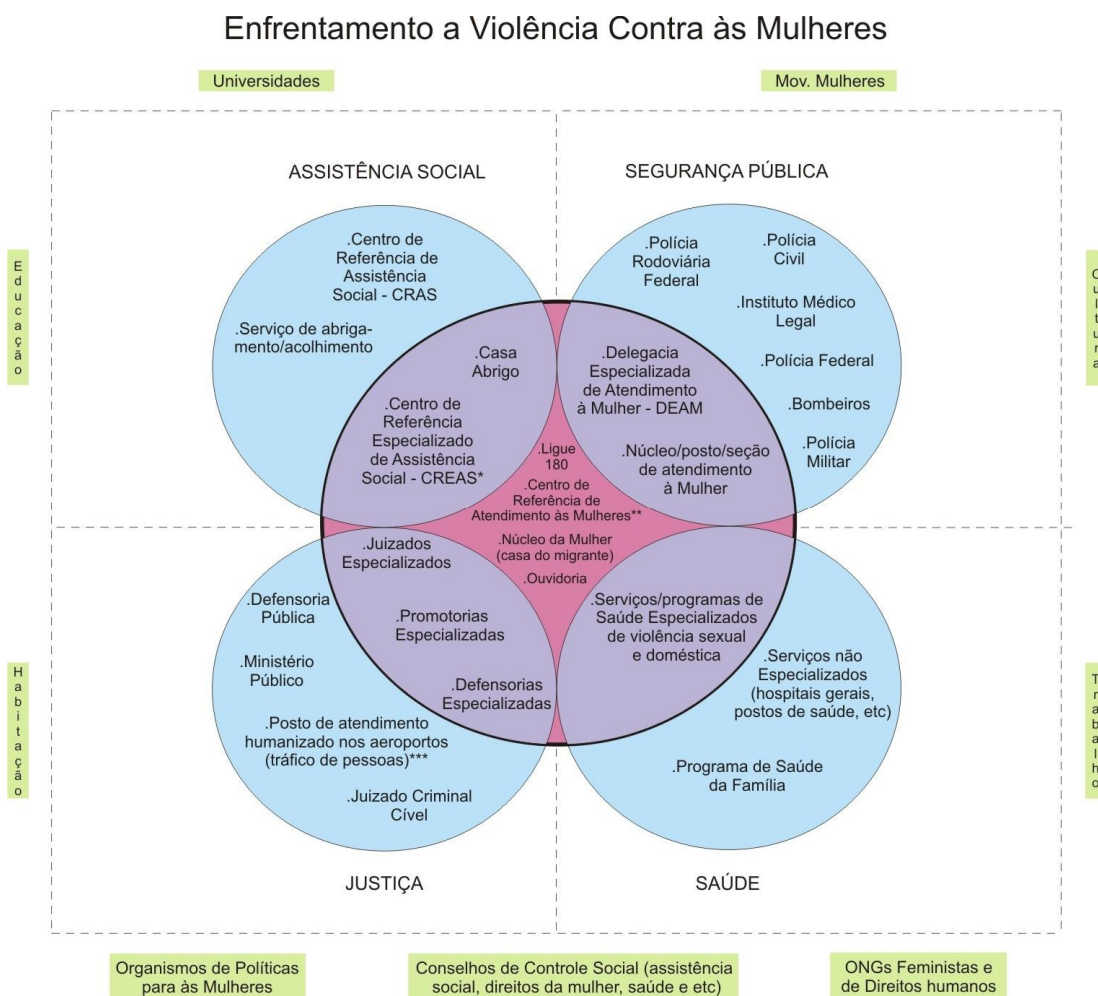 Enfrentamento a Violência Contra às Mulheres
Universidades
Mov. Mulheres
ASSISTÊNCIA SOCIAL
SEGURANÇA PÚBLICA
Educação
Cultura
.Centro de
Referência de
Assistência
Social - CRAS
.Serviço de abriga-
mento/acolhimento
.Casa
Abrigo
.Centro de
Referência
Especializado
de Assistência
Social - CREAS*
.Polícia
Rodoviária
Federal
.Polícia
Civil
.Instituto Médico
Legal
.Polícia Federal
.Bombeiros
.Polícia
Militar
.Delegacia
Especializada
de Atendimento
à Mulher - DEAM
.Núcleo/posto/seção
de atendimento
à Mulher
.Ligue
180
.Centro de
Referência de
Atendimento às Mulheres**
.Núcleo da Mulher
(casa do migrante)
.Ouvidoria
Habitação
Trabalho
.Juizados
Especializados
.Promotorias
Especializadas
.Defensorias
Especializadas
.Defensoria
Pública
.Ministério
Público
.Posto de atendimento
humanizado nos aeroportos
(tráfico de pessoas)***
.Juizado Criminal
Cível
.Serviços/programas de
Saúde Especializados
de violência sexual
e doméstica
.Serviços não
Especializados
(hospitais gerais,
postos de saúde, etc)
.Programa de Saúde
da Família
JUSTIÇA
SAÚDE
Organismos de Políticas
para às Mulheres
Conselhos de Controle Social (assistência
social, direitos da mulher, saúde e etc)
ONGs Feministas e
de Direitos humanos